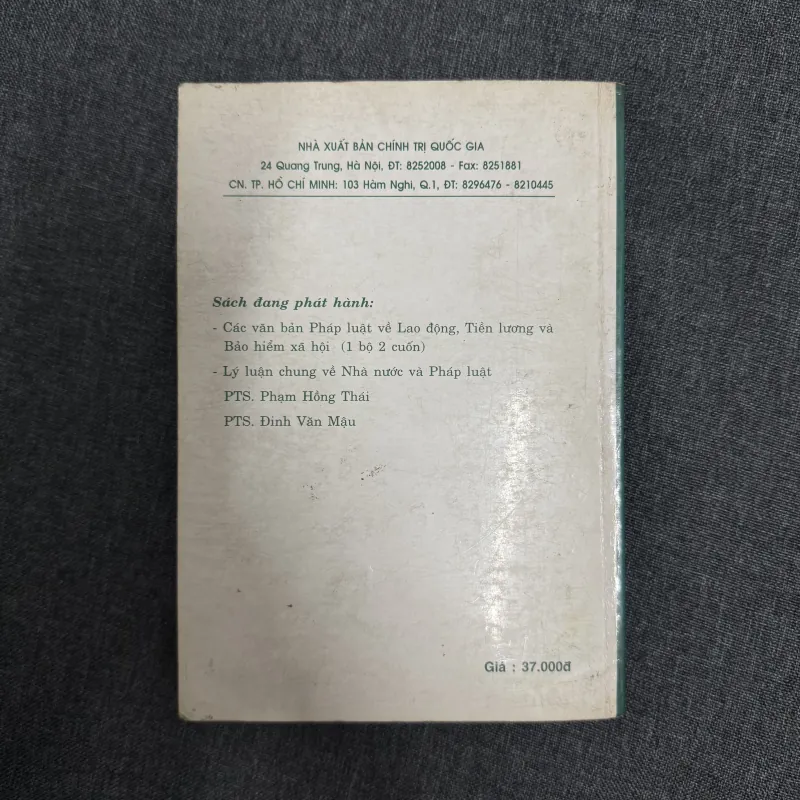 NHÀ XUẤT BẢN CHÍNH TRỊ QUỐC GIA
24 Quang Trung, Hà Nội, ĐT: 8252008 - Fax: 8251881
CN. TP. HỒ CHÍ MINH: 103 Hàm Nghi, Q.1, ĐT: 8296476 - 8210445
Sách đang phát hành:
- Các văn bản Pháp luật về Lao động, Tiền lương và
Bảo hiểm xã hội (1 bộ 2 cuốn)
- Lý luận chung về Nhà nước và Pháp luật
PTS. Phạm Hồng Thái
PTS. Đinh Văn Mậu
Giá : 37.000đ